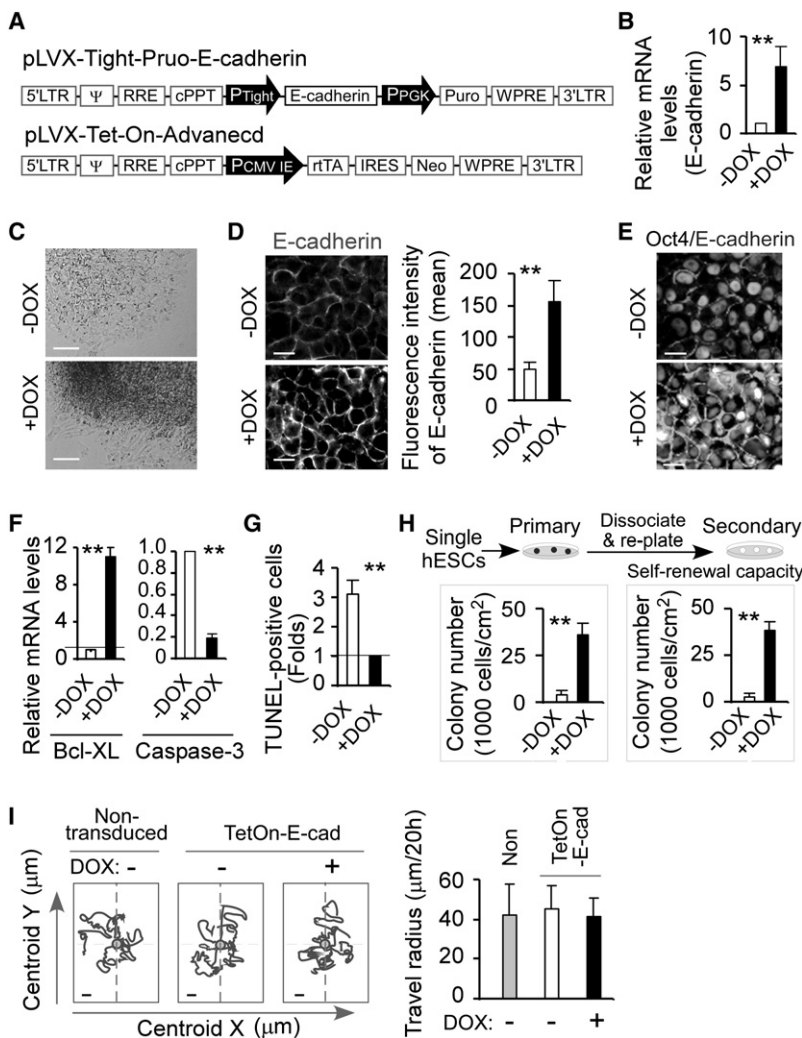 A
pLVX-Tight-Pruo-E-cadherin
5'LTR Ψ RRE cPPT PTight E-cadherin PPGK Puro WPRE 3'LTR
pLVX-Tet-On-Advanecd
5'LTR Ψ RRE cPPT PCMV IE rtTA IRES Neo WPRE 3'LTR
B
Relative mRNA
levels
(E-cadherin)
10
5
0
**
-DOX
+DOX
C
-DOX
+DOX
D
E-cadherin
-DOX
+DOX
Fluorescence intensity
of E-cadherin (mean)
200
150
100
50
0
**
-DOX
+DOX
E
Oct4/E-cadherin
-DOX
+DOX
F
Relative mRNA levels
12
8
4
0
**
-DOX
+DOX
Bcl-XL
1.0
0.8
0.6
0.4
0.2
0
**
-DOX
+DOX
Caspase-3
G
TUNEL-positive cells
(Folds)
4
3
2
1
0
**
-DOX
+DOX
H
Single
hESCs
Primary
Dissociate
& re-plate
Secondary
Self-renewal capacity
Colony number
(1000 cells/cm2)
50
25
0
**
-DOX
+DOX
Colony number
(1000 cells/cm2)
50
25
0
**
-DOX
+DOX
I
Non-
transduced
TetOn-E-cad
DOX: - - +
Centroid Y (μm)
Centroid X (μm)
Travel radius (μm/20h)
60
40
20
0
Non
TetOn
-E-cad
DOX: - - +